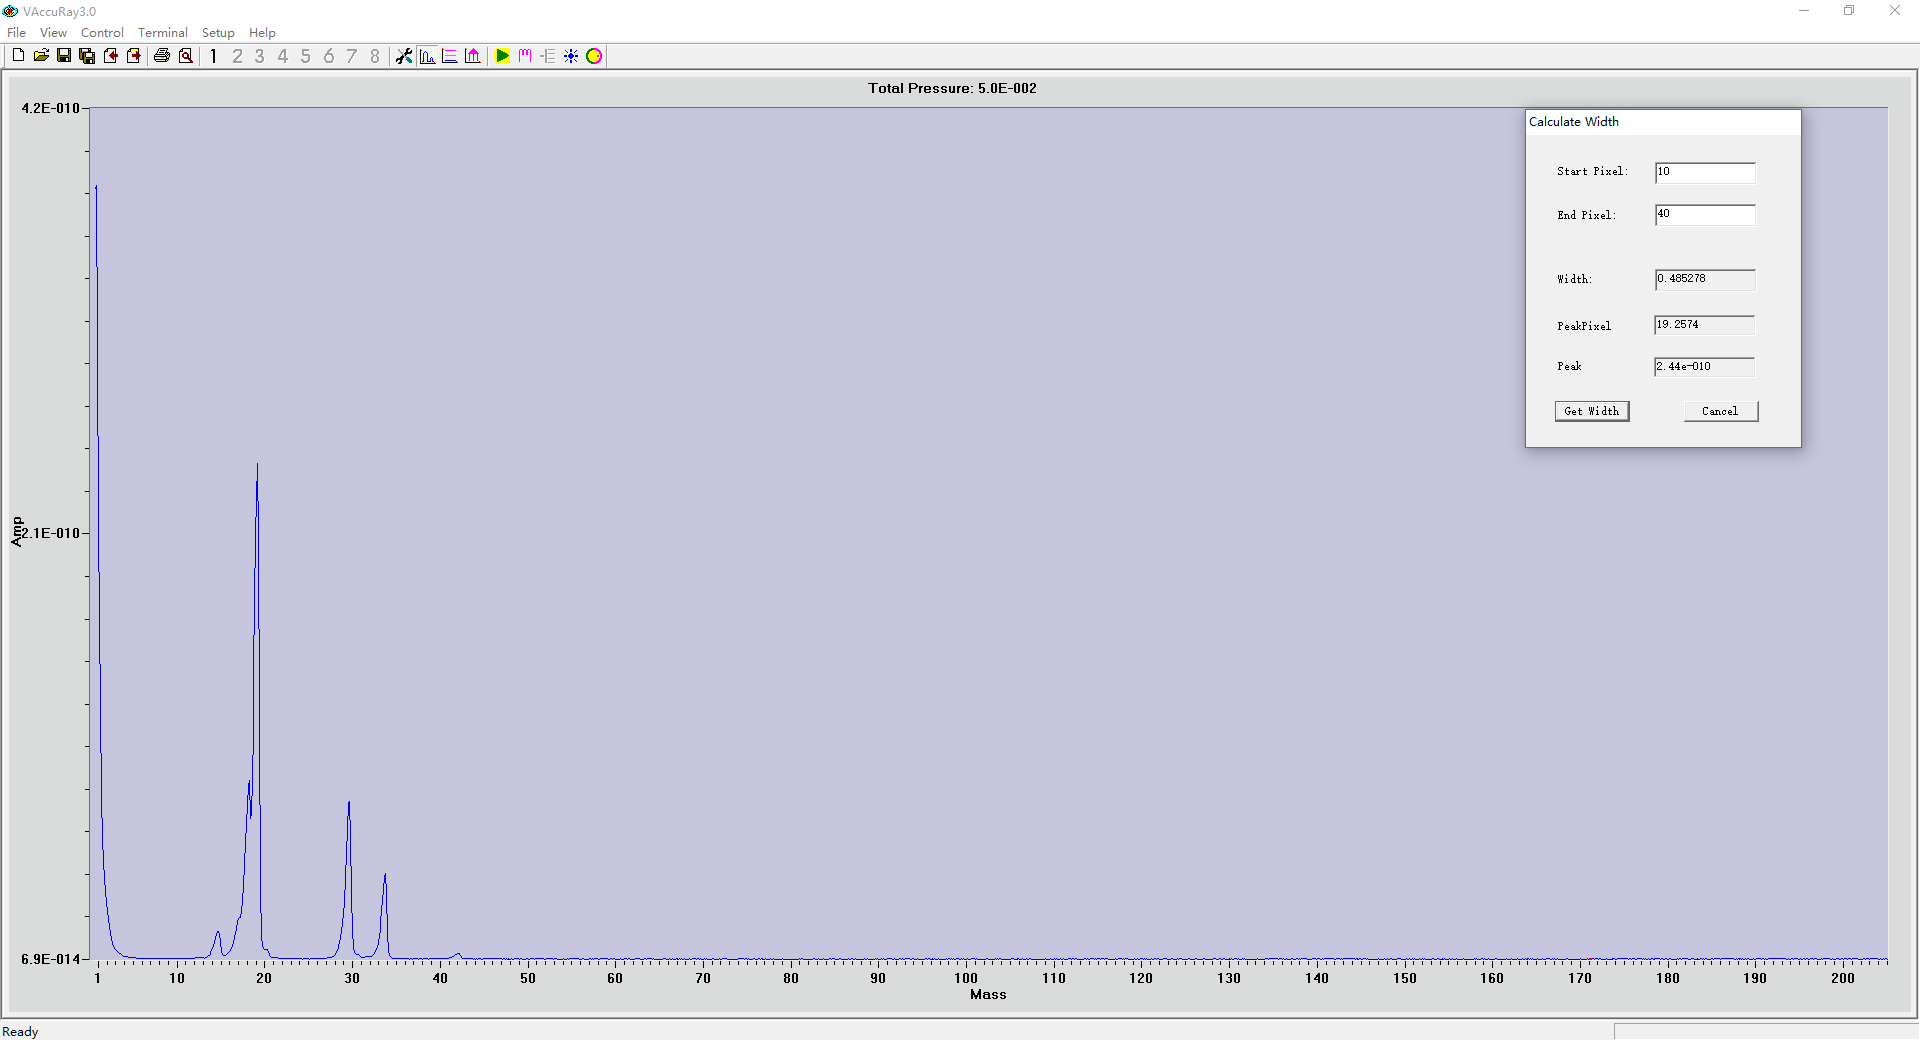 VAccuRay3.0
File View Control Terminal Setup Help
1 2 3 4 5 6 7 8
Total Pressure: 5.0E-002
4.2E-010
2.1E-010
6.9E-014
Amp
1 10 20 30 40 50 60 70 80 90 100 110 120 130 140 150 160 170 180 190 200
Mass
Calculate Width
Start Pixel: 10
End Pixel: 40
Width: 0.485278
PeakPixel 19.2574
Peak 2.44e-010
Get Width Cancel
Ready